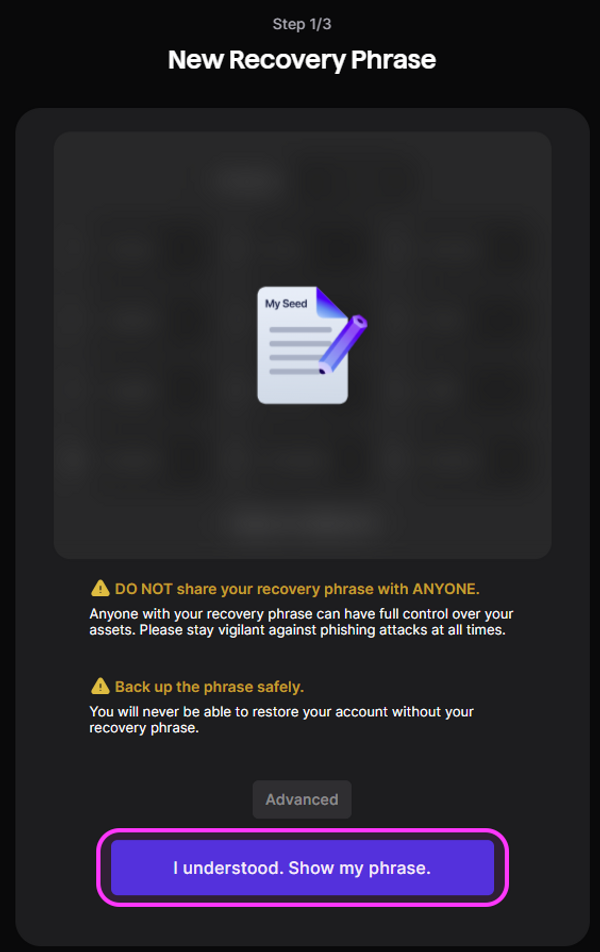 Step 1/3
New Recovery Phrase
My Seed
DO NOT share your recovery phrase with ANYONE.
Anyone with your recovery phrase can have full control over your
assets. Please stay vigilant against phishing attacks at all times.
Back up the phrase safely.
You will never be able to restore your account without your
recovery phrase.
Advanced
I understood. Show my phrase.